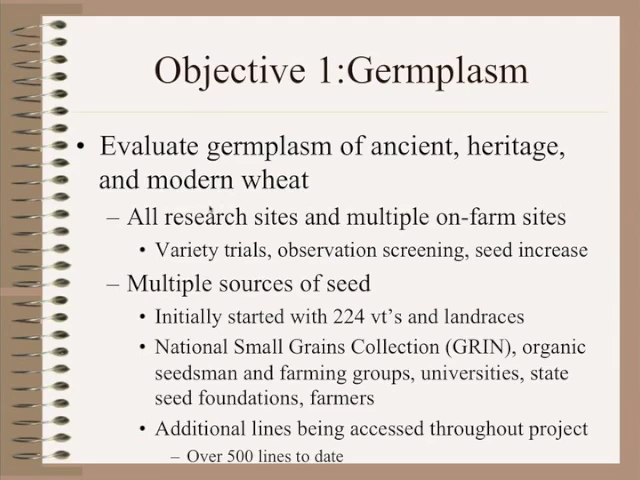 Objective 1:Germplasm
• Evaluate germplasm of ancient, heritage,
and modern wheat
– All research sites and multiple on-farm sites
• Variety trials, observation screening, seed increase
– Multiple sources of seed
• Initially started with 224 vt's and landraces
• National Small Grains Collection (GRIN), organic
seedsman and farming groups, universities, state
seed foundations, farmers
• Additional lines being accessed throughout project
– Over 500 lines to date